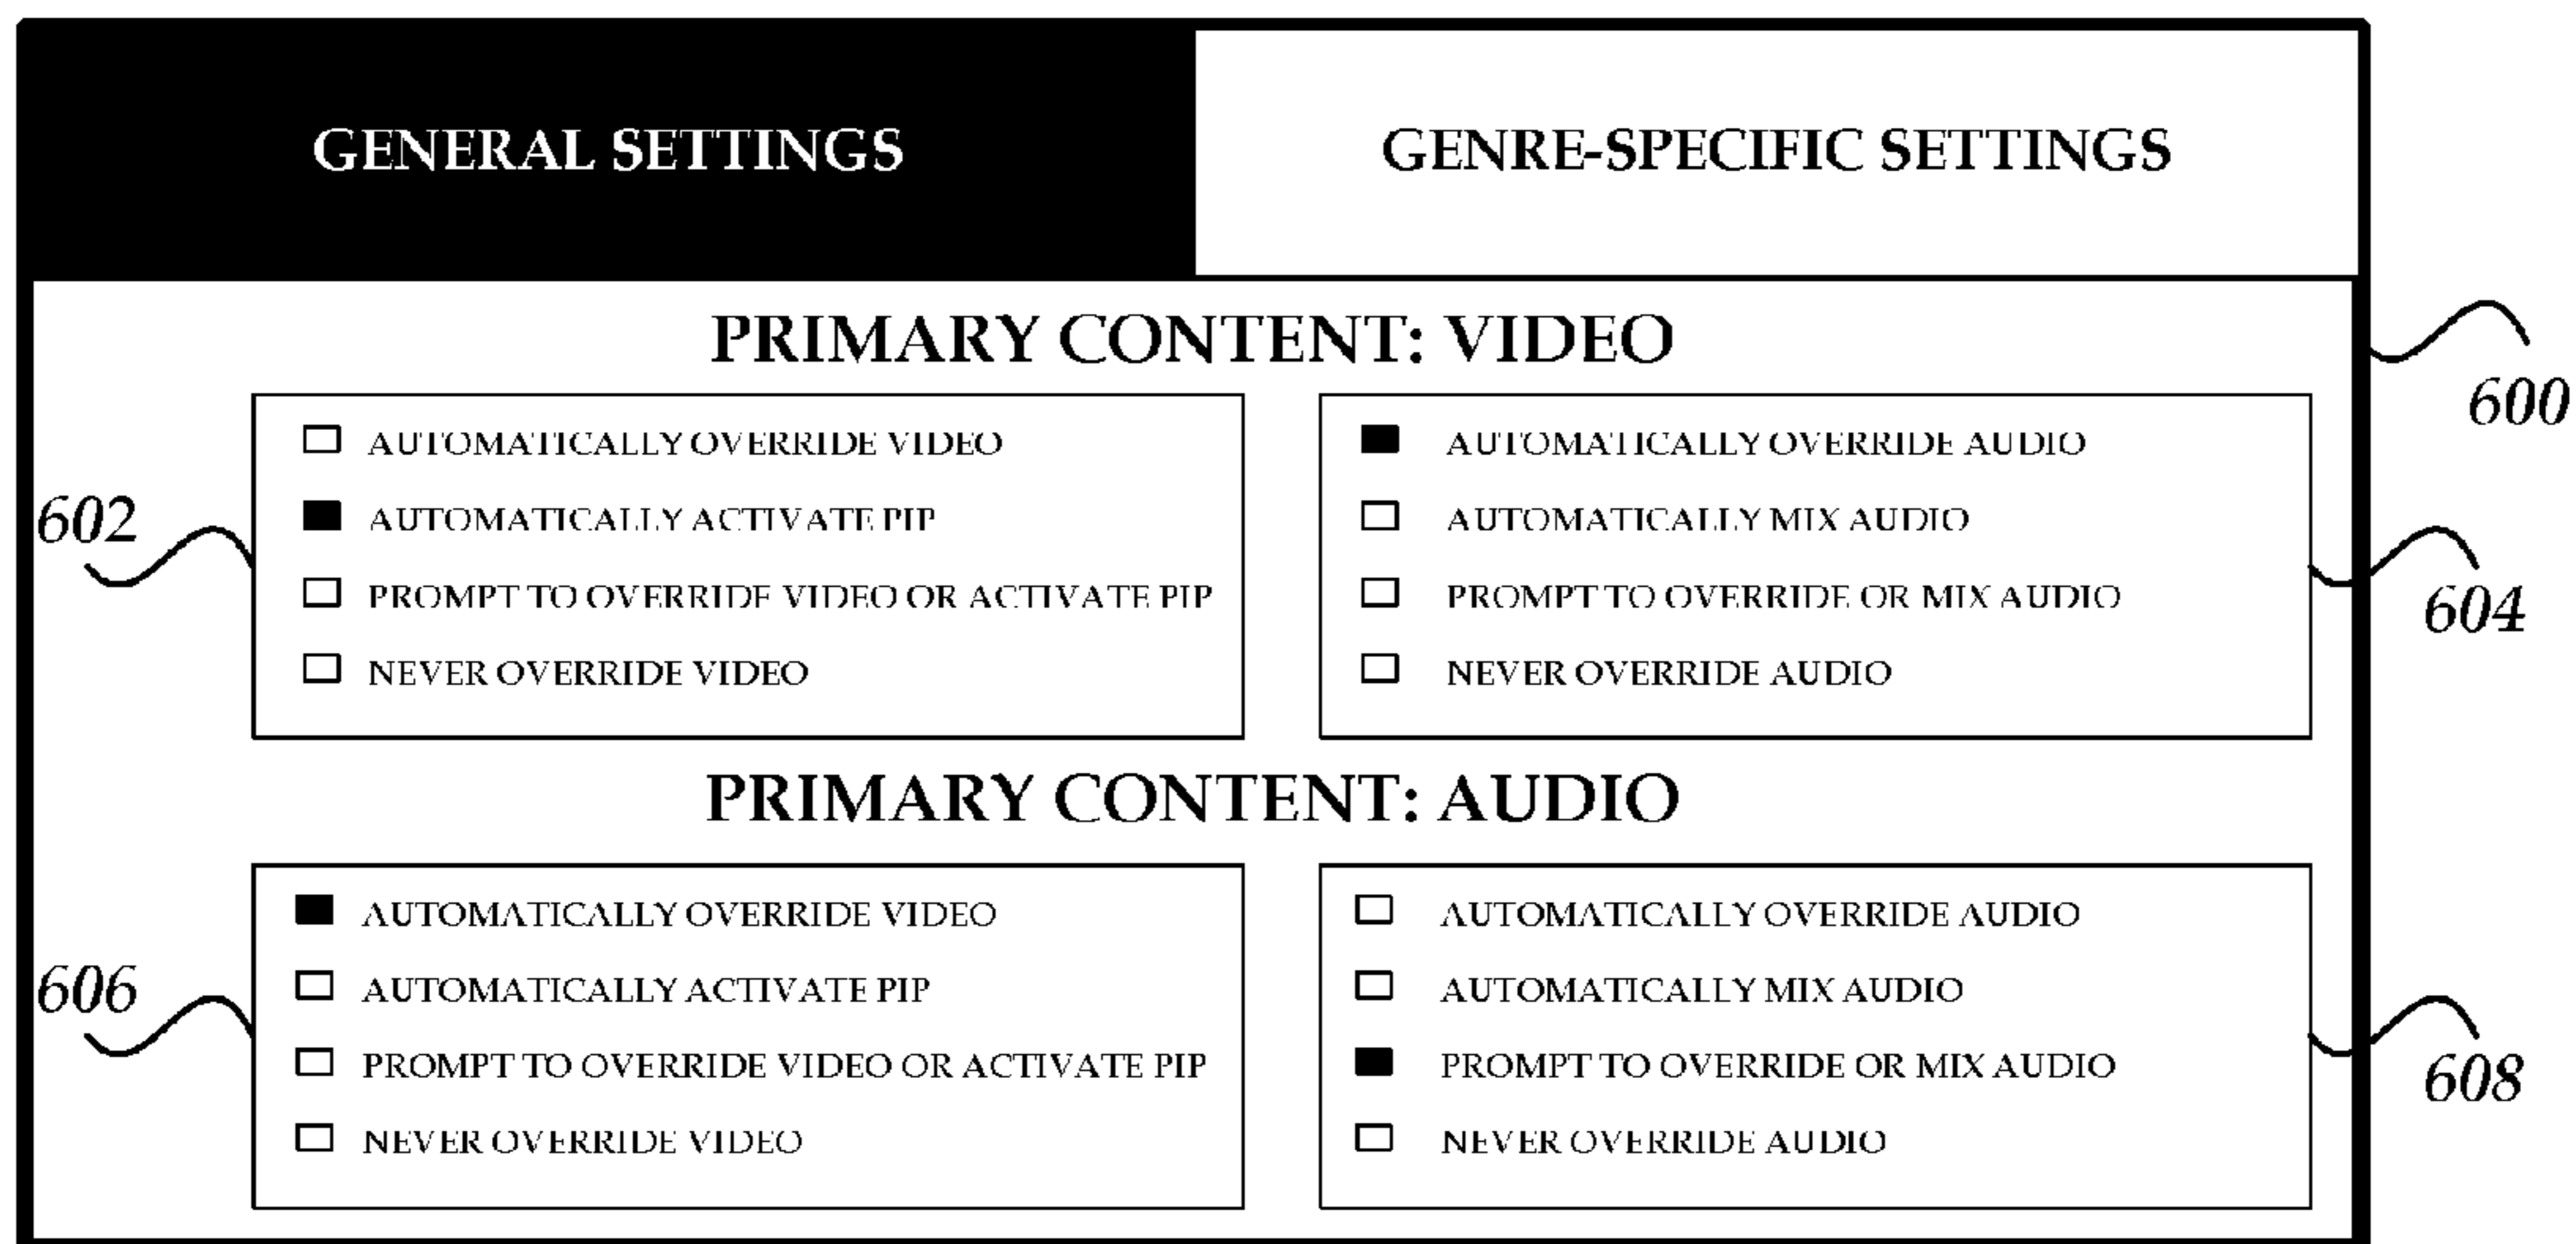 GENERAL SETTINGS
GENRE-SPECIFIC SETTINGS
PRIMARY CONTENT: VIDEO
600
602
AUTOMATICALLY OVERRIDE VIDEO
AUTOMATICALLY ACTIVATE PIP
PROMPT TO OVERRIDE VIDEO OR ACTIVATE PIP
NEVER OVERRIDE VIDEO
AUTOMATICALLY OVERRIDE AUDIO
AUTOMATICALLY MIX AUDIO
PROMPT TO OVERRIDE OR MIX AUDIO
NEVER OVERRIDE AUDIO
604
PRIMARY CONTENT: AUDIO
606
AUTOMATICALLY OVERRIDE VIDEO
AUTOMATICALLY ACTIVATE PIP
PROMPT TO OVERRIDE VIDEO OR ACTIVATE PIP
NEVER OVERRIDE VIDEO
AUTOMATICALLY OVERRIDE AUDIO
AUTOMATICALLY MIX AUDIO
PROMPT TO OVERRIDE OR MIX AUDIO
NEVER OVERRIDE AUDIO
608